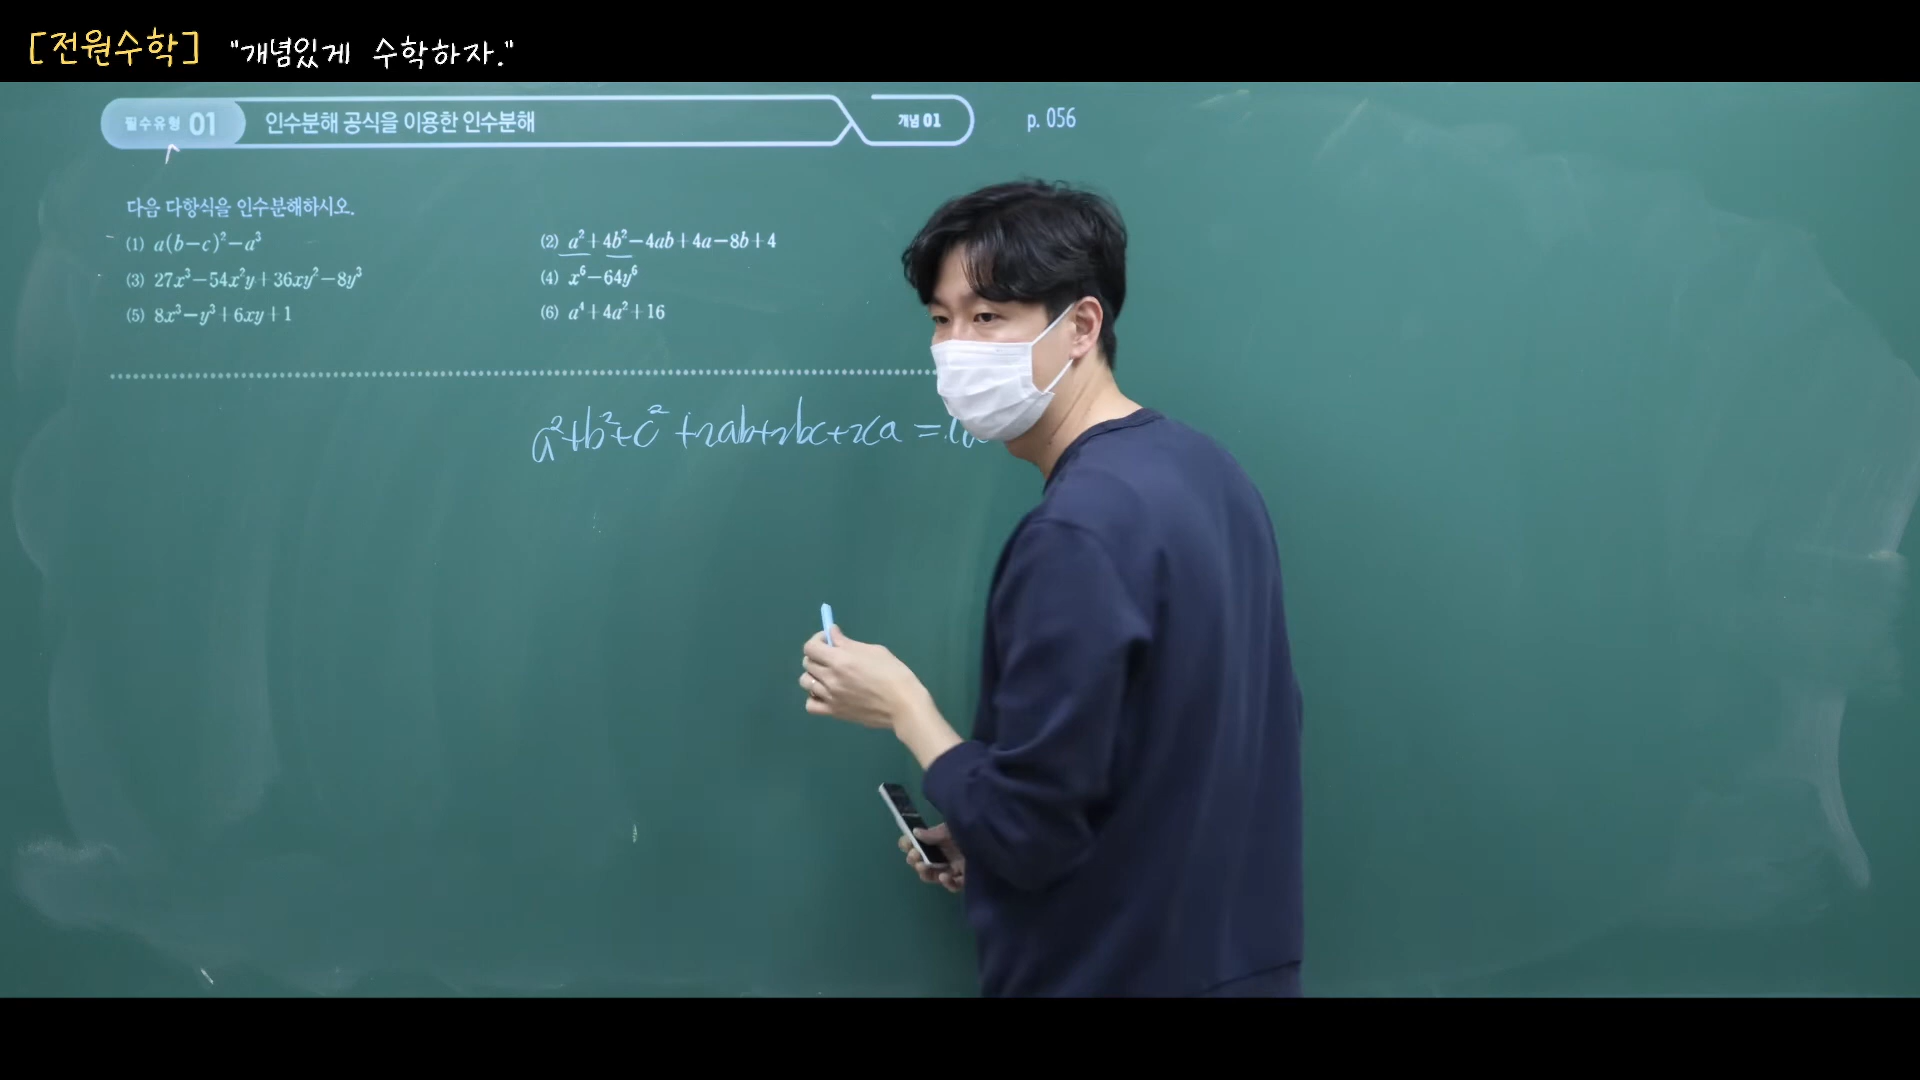 [전원수학] "개념있게 수학하자."
필수유형 01 인수분해 공식을 이용한 인수분해 개념 01 p. 056
다음 다항식을 인수분해하시오.
(1) a(b−c)²−a³
(2) a²+4b²−4ab+4a−8b+4
(3) 27x³−54x²y+36xy²−8y³
(4) x⁶−64y⁶
(5) 8x³−y³+6xy+1
(6) a⁴+4a²+16
a²+b²+c²+2ab+2bc+2ca = (a